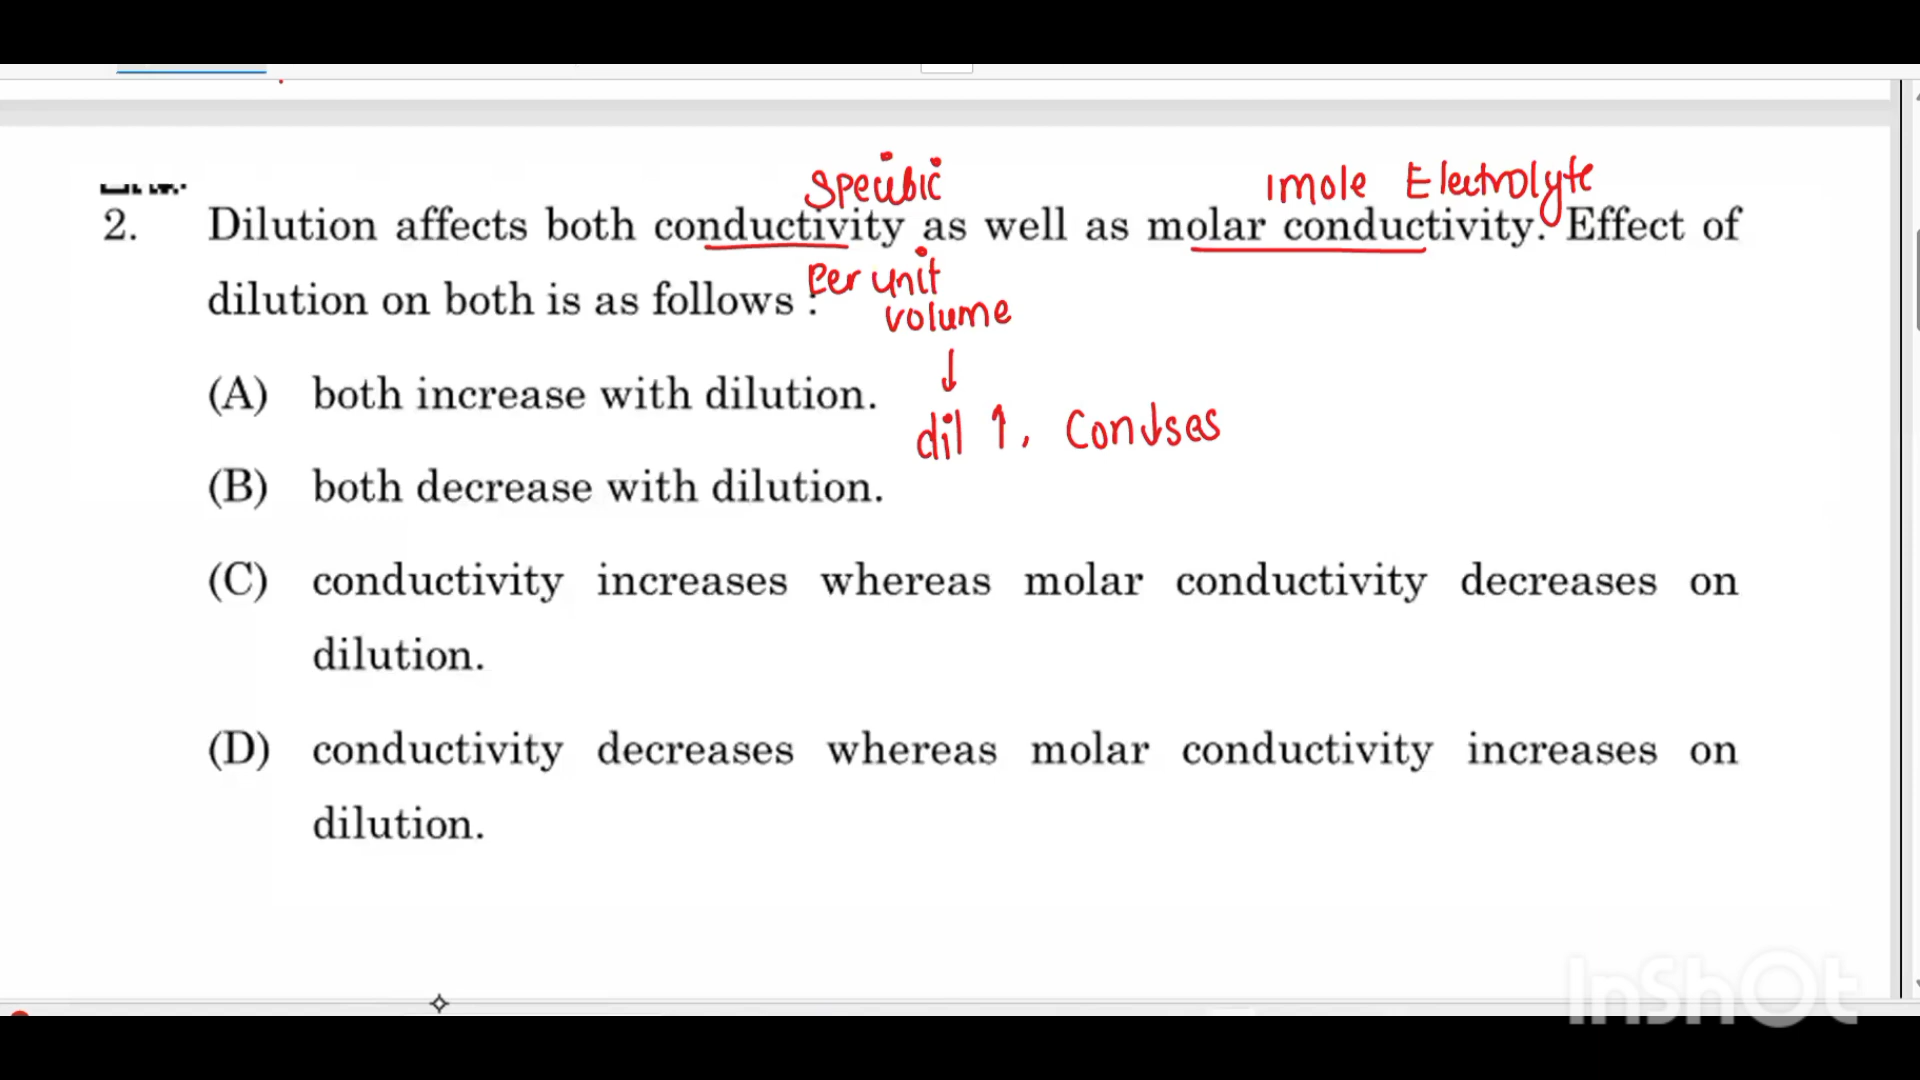 Specific
1mole Electrolyte
2. Dilution affects both conductivity as well as molar conductivity. Effect of
dilution on both is as follows :
Per unit
volume
↓
(A) both increase with dilution.
dil ↑, Con↓ses
(B) both decrease with dilution.
(C) conductivity increases whereas molar conductivity decreases on
dilution.
(D) conductivity decreases whereas molar conductivity increases on
dilution.
InShOt